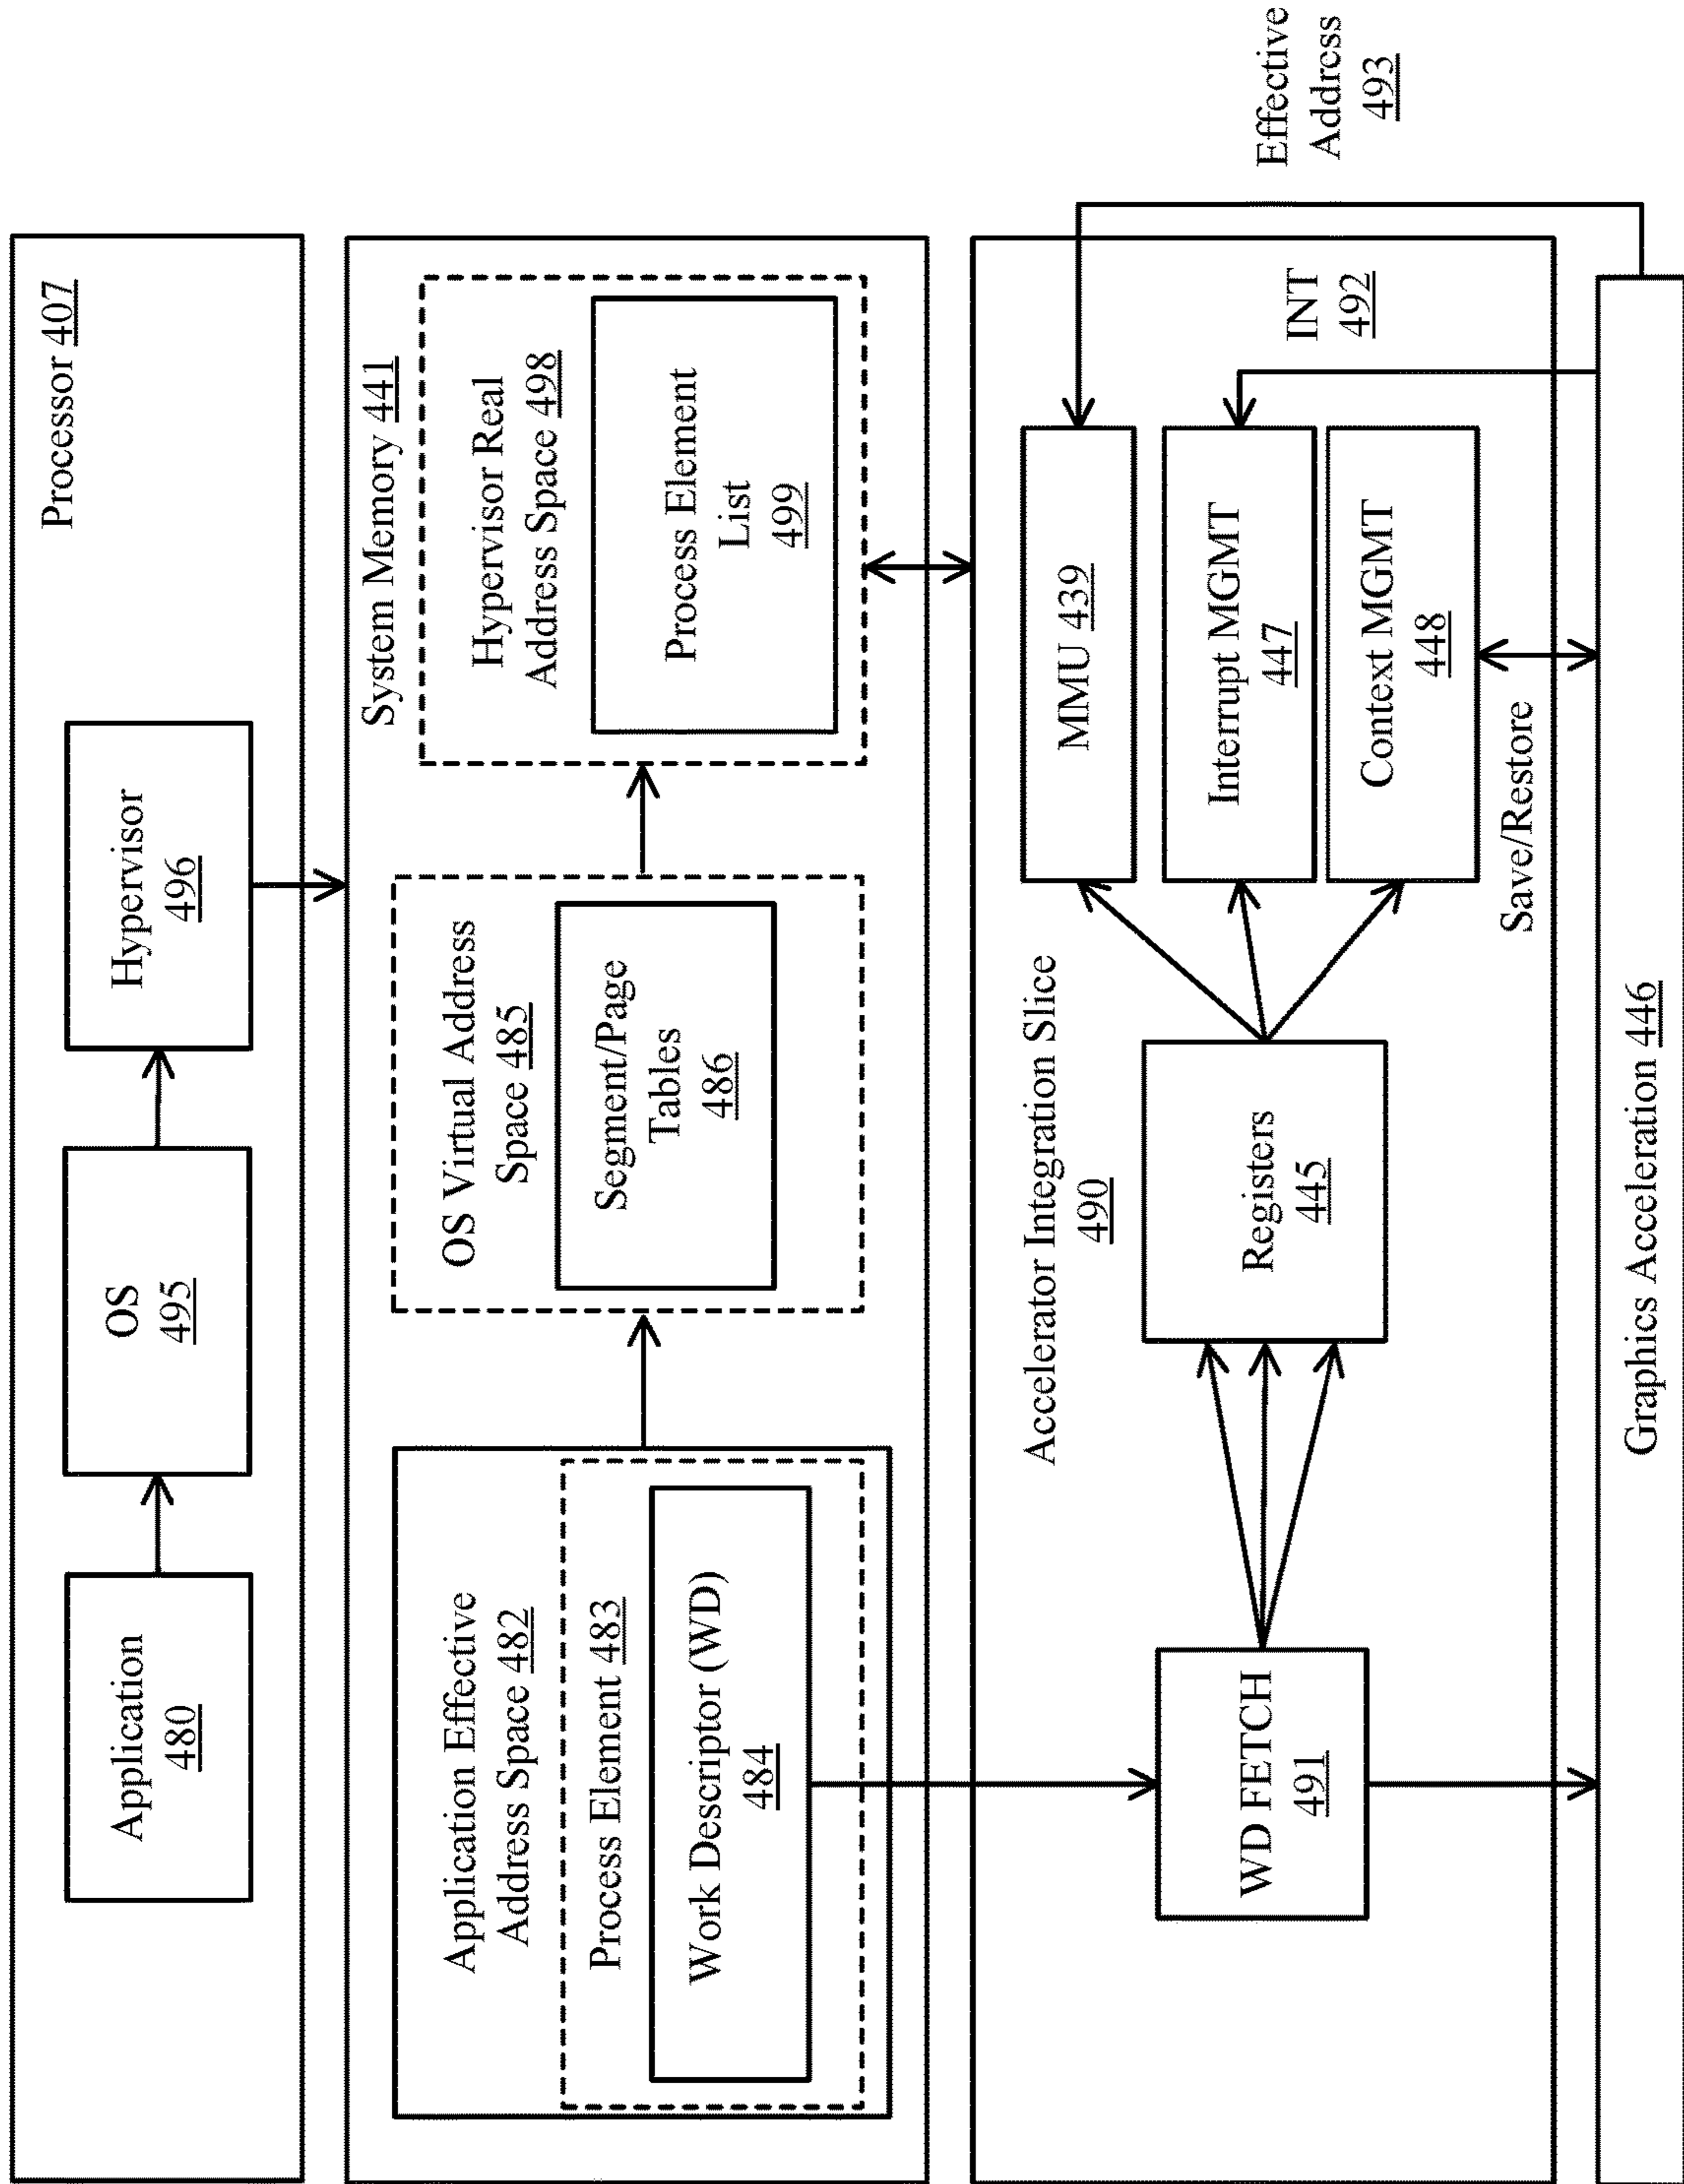 Processor 407
Application
480
OS
495
Hypervisor
496
System Memory 441
Application Effective
Address Space 482
Process Element 483
Work Descriptor (WD)
484
OS Virtual Address
Space 485
Segment/Page
Tables
486
Hypervisor Real
Address Space 498
Process Element
List
499
Accelerator Integration Slice
490
WD FETCH
491
Registers
445
MMU 439
Interrupt MGMT
447
Context MGMT
448
Save/Restore
INT
492
Effective
Address
493
Graphics Acceleration 446